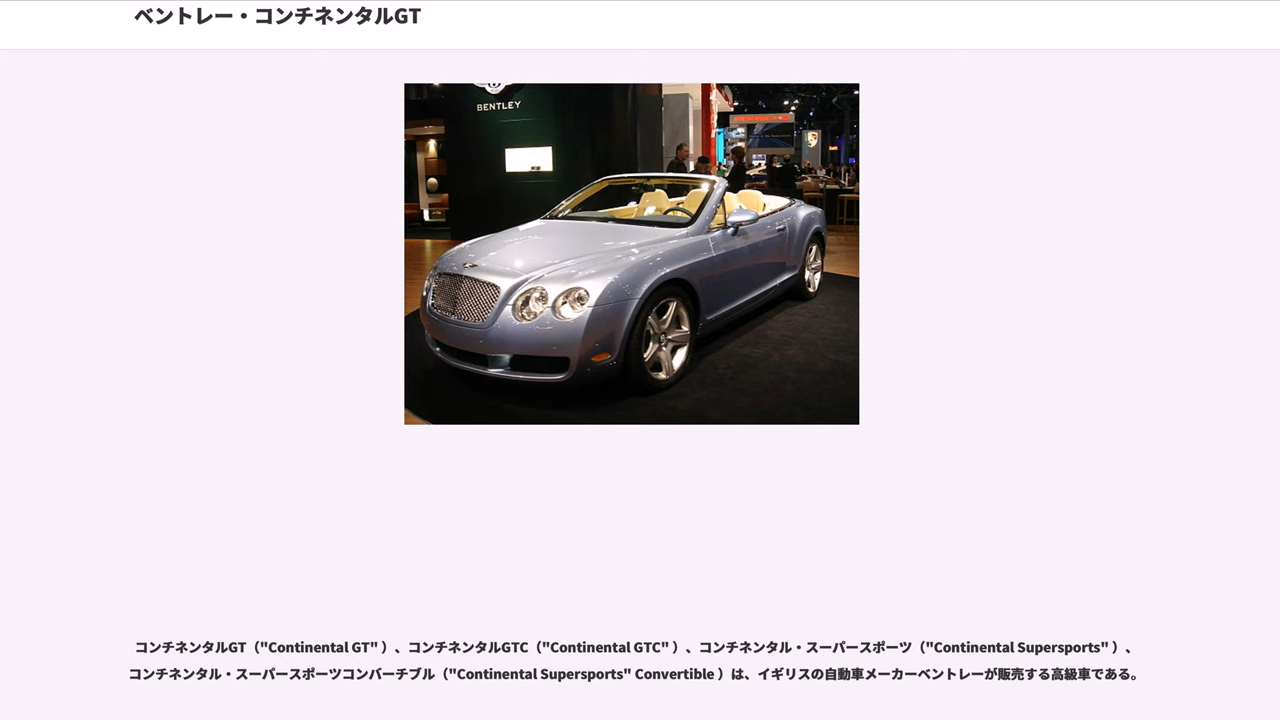 ベントレー・コンチネンタルGT
BENTLEY
コンチネンタルGT（"Continental GT" ）、コンチネンタルGTC（"Continental GTC" ）、コンチネンタル・スーパースポーツ（"Continental Supersports" ）、
コンチネンタル・スーパースポーツコンバーチブル（"Continental Supersports" Convertible ）は、イギリスの自動車メーカーベントレーが販売する高級車である。